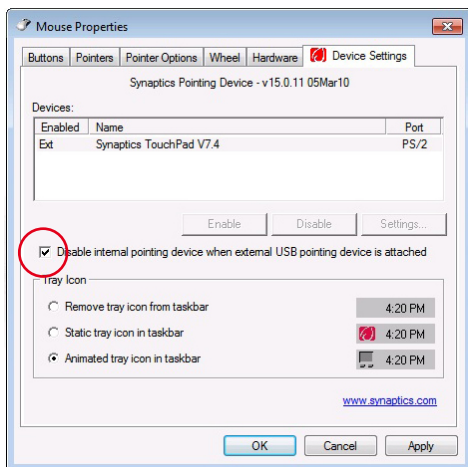 Mouse Properties
Buttons Pointers Pointer Options Wheel Hardware Device Settings
Synaptics Pointing Device - v15.0.11 05Mar10
Devices:
Enabled Name Port
Ext Synaptics TouchPad V7.4 PS/2
Enable Disable Settings...
Disable internal pointing device when external USB pointing device is attached
Tray Icon
Remove tray icon from taskbar 4:20 PM
Static tray icon in taskbar 4:20 PM
Animated tray icon in taskbar 4:20 PM
www.synaptics.com
OK Cancel Apply